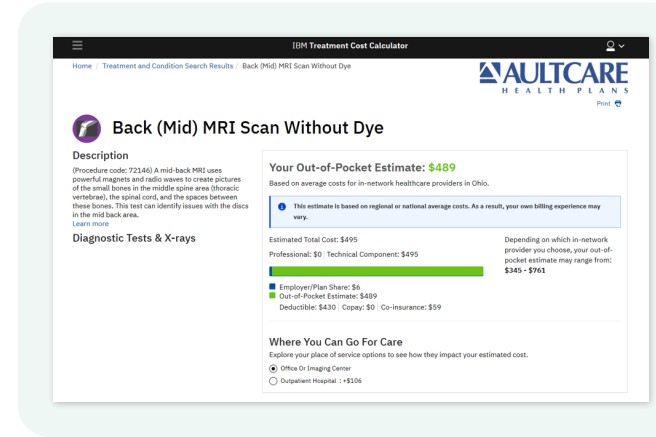 IBM Treatment Cost Calculator
Home / Treatment and Condition Search Results / Back (Mid) MRI Scan Without Dye
AULTCARE
HEALTH PLANS
Print
Back (Mid) MRI Scan Without Dye
Description
(Procedure code: 72146) A mid-back MRI uses
powerful magnets and radio waves to create pictures
of the small bones in the middle spine area (thoracic
vertebrae), the spinal cord, and the spaces between
these bones. This test can identify issues with the discs
in the mid back area.
Learn more
Diagnostic Tests & X-rays
Your Out-of-Pocket Estimate: $489
Based on average costs for in-network healthcare providers in Ohio.
This estimate is based on regional or national average costs. As a result, your own billing experience may
vary.
Estimated Total Cost: $495
Professional: $0 | Technical Component: $495
Employer/Plan Share: $6
Out-of-Pocket Estimate: $489
Deductible: $430 | Copay: $0 | Co-insurance: $59
Depending on which in-network
provider you choose, your out-of-
pocket estimate may range from:
$345 - $761
Where You Can Go For Care
Explore your place of service options to see how they impact your estimated cost.
Office Or Imaging Center
Outpatient Hospital : +$106